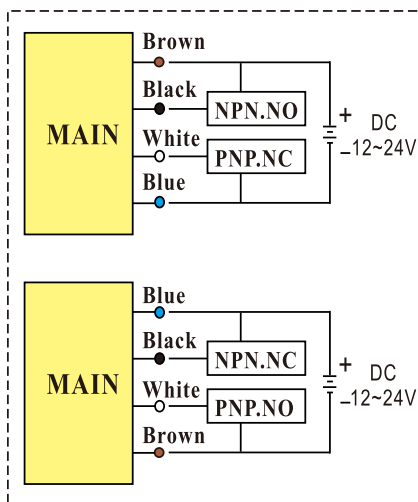 Brown
Black
NPN.NO
MAIN
White
PNP.NC
Blue
+ DC
–12~24V
Blue
Black
NPN.NC
MAIN
White
PNP.NO
Brown
+ DC
–12~24V